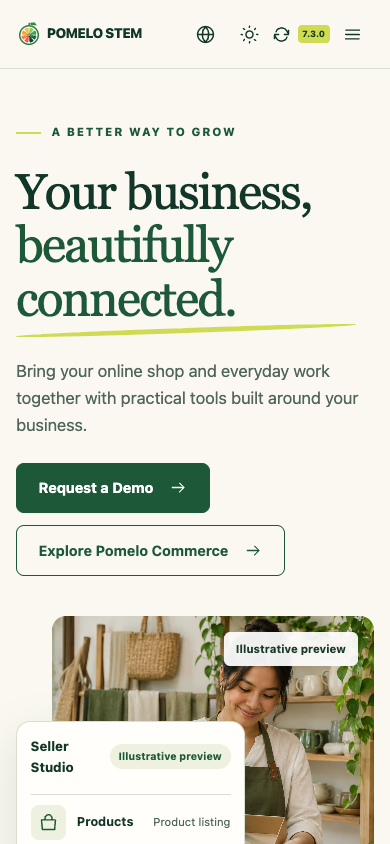 POMELO STEM
7.3.0
A BETTER WAY TO GROW
Your business,
beautifully
connected.
Bring your online shop and everyday work
together with practical tools built around your
business.
Request a Demo
Explore Pomelo Commerce
Illustrative preview
Seller
Studio
Illustrative preview
Products
Product listing